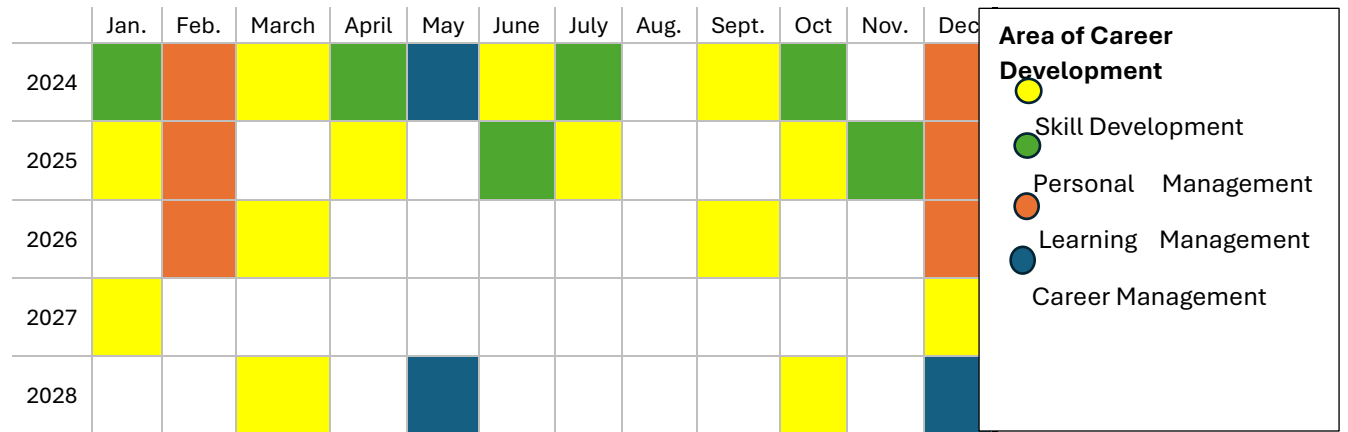 Jan. Feb. March April May June July Aug. Sept. Oct Nov. Dec
2024
2025
2026
2027
2028
Area of Career
Development
Skill Development
Personal Management
Learning Management
Career Management